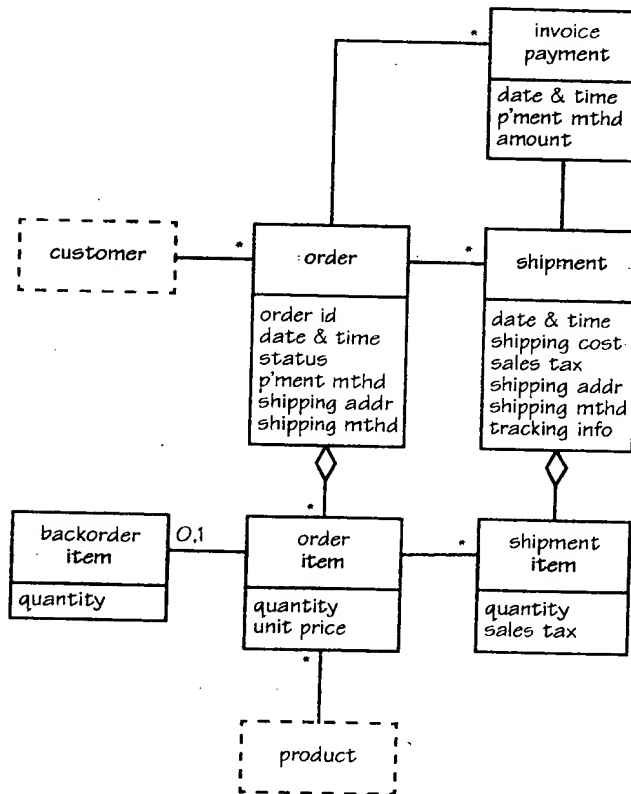 *
invoice
payment
date & time
p'ment mthd
amount
customer
*
order
*
shipment
order id
date & time
status
p'ment mthd
shipping addr
shipping mthd
date & time
shipping cost
sales tax
shipping addr
shipping mthd
tracking info
*
backorder
item
0,1
order
item
*
shipment
item
quantity
quantity
unit price
quantity
sales tax
*
product